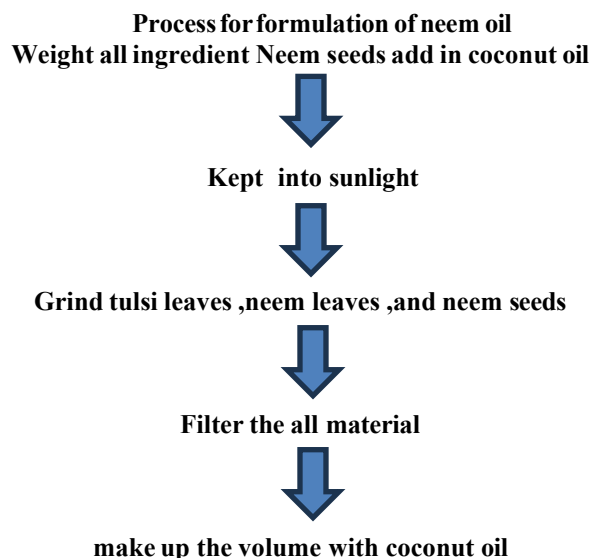 Process for formulation of neem oil
Weight all ingredient Neem seeds add in coconut oil
Kept into sunlight
Grind tulsi leaves ,neem leaves ,and neem seeds
Filter the all material
make up the volume with coconut oil